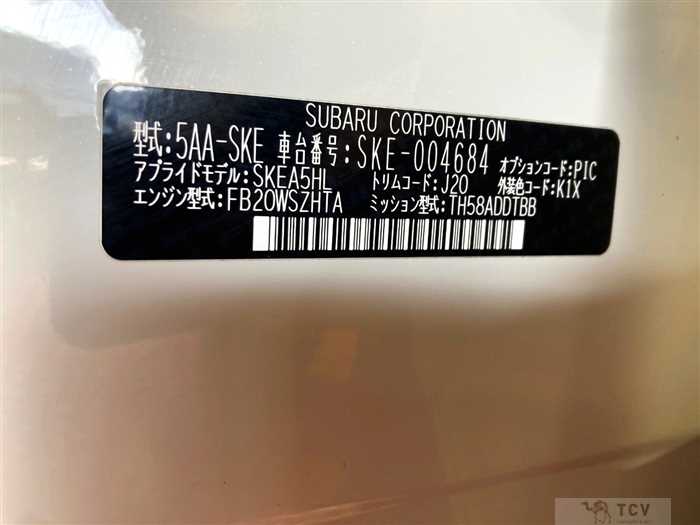 SUBARU CORPORATION
型式:5AA-SKE 車台番号:SKE-004684 オプションコード:PIC
アプライドモデル:SKEA5HL トリムコード:J20 外装色コード:K1X
エンジン型式:FB20WSZHTA ミッション型式:TH58ADDTBB
TCV